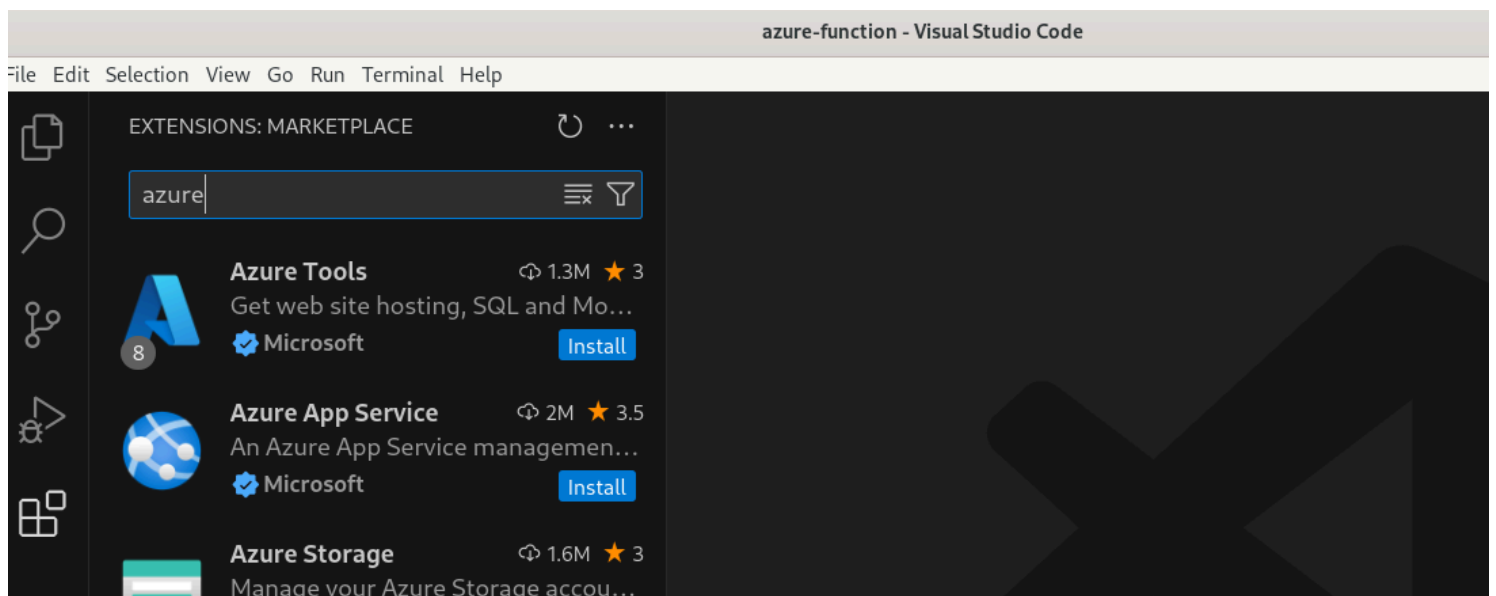 azure-function - Visual Studio Code
File Edit Selection View Go Run Terminal Help
EXTENSIONS: MARKETPLACE
azure
Azure Tools 1.3M 3
Get web site hosting, SQL and Mo...
8 Microsoft Install
Azure App Service 2M 3.5
An Azure App Service managemen...
Microsoft Install
Azure Storage 1.6M 3
Manage your Azure Storage accou...